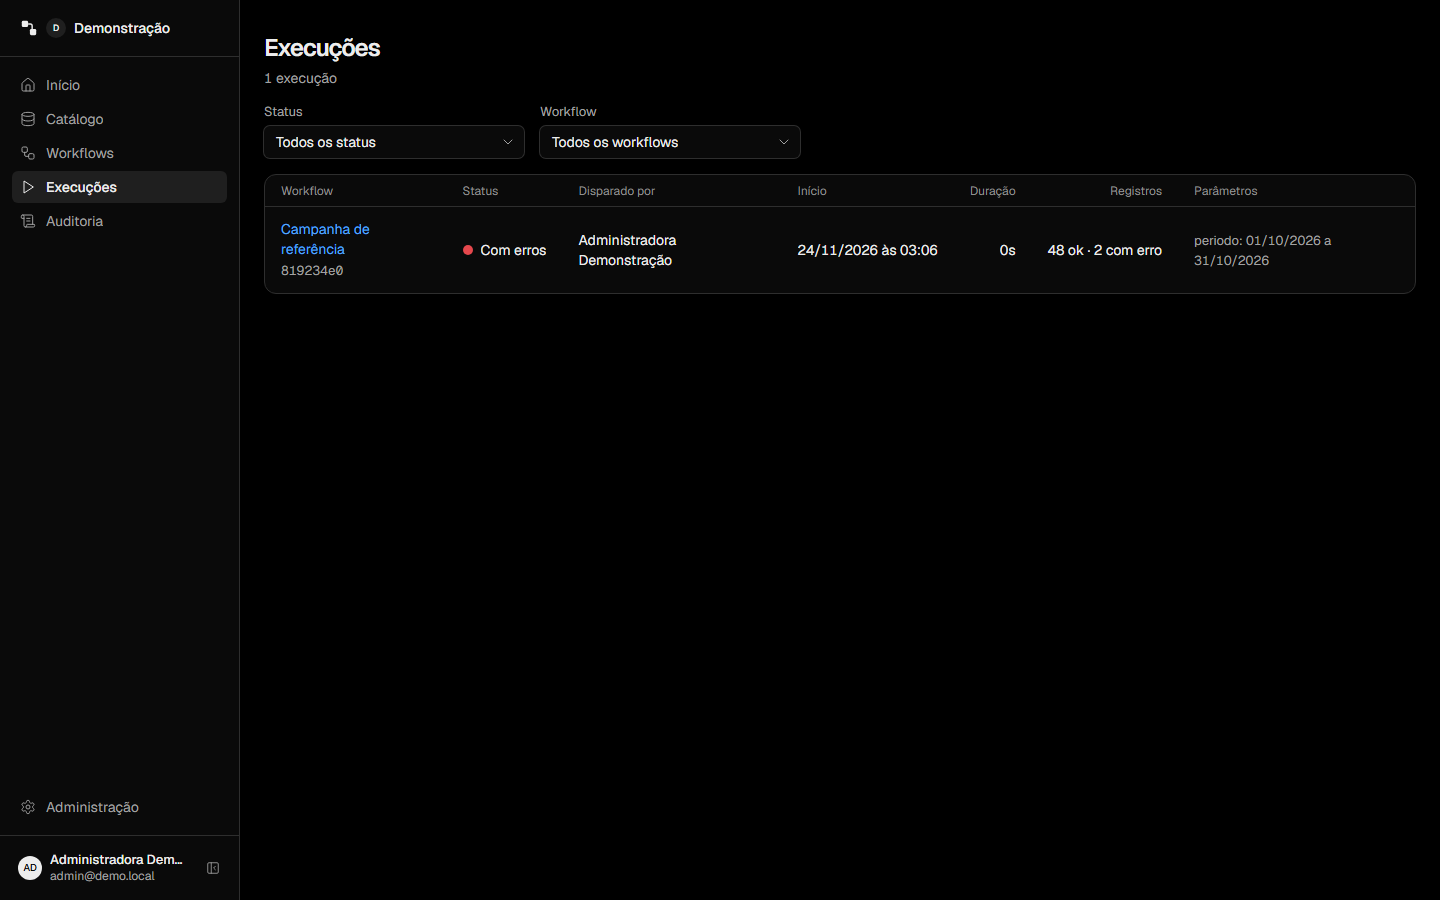 D Demonstração
Início
Catálogo
Workflows
Execuções
Auditoria
Administração
AD
Administradora Dem...
admin@demo.local
Execuções
1 execução
Status
Workflow
Todos os status
Todos os workflows
Workflow Status Disparado por Início Duração Registros Parâmetros
Campanha de
referência
819234e0
Com erros
Administradora
Demonstração
24/11/2026 às 03:06
0s
48 ok · 2 com erro
periodo: 01/10/2026 a
31/10/2026